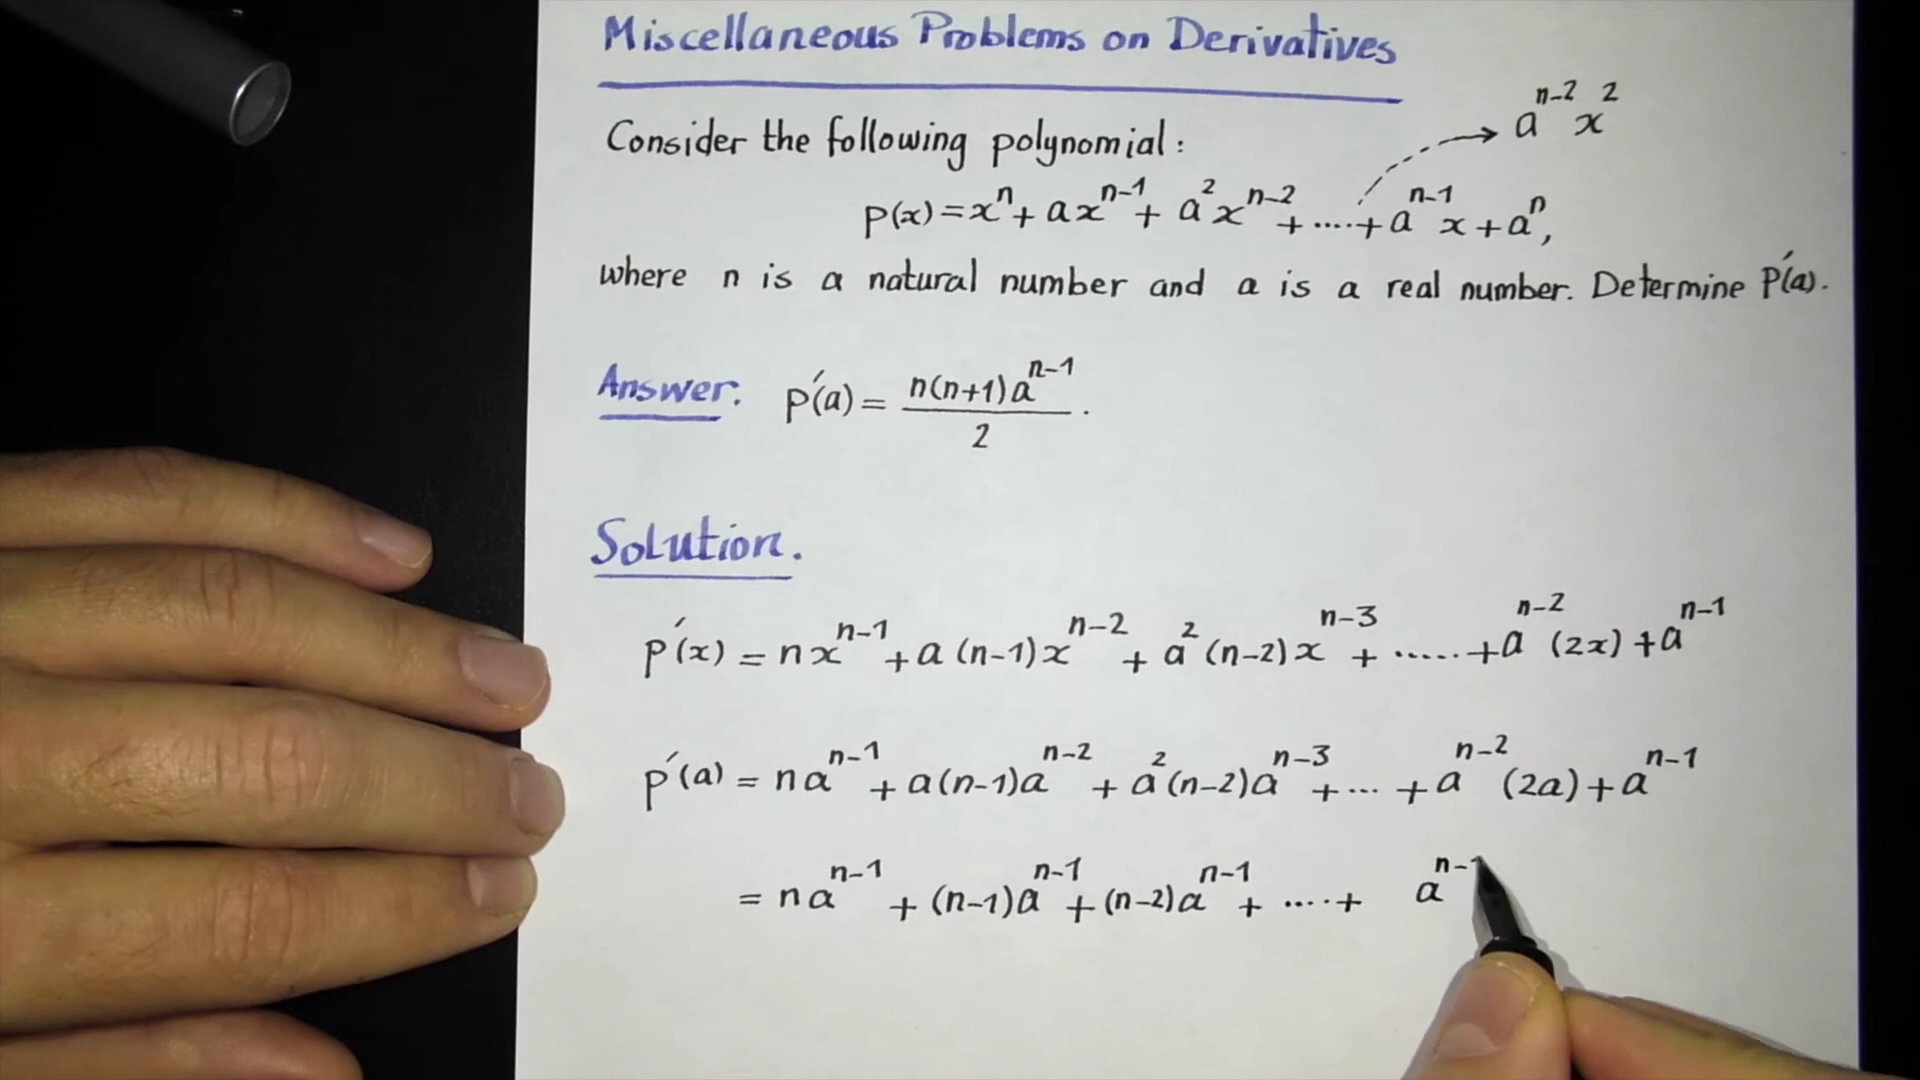 Miscellaneous Problems on Derivatives
Consider the following polynomial:
a^{n-2} x^2
P(x) = x^n + ax^{n-1} + a^2x^{n-2} + ..... + a^{n-1}x + a^n,
where n is a natural number and a is a real number. Determine P'(a).
Answer: P'(a) = \frac{n(n+1)a^{n-1}}{2}.
Solution.
P'(x) = nx^{n-1} + a(n-1)x^{n-2} + a^2(n-2)x^{n-3} + ...... + a^{n-2}(2x) + a^{n-1}
P'(a) = na^{n-1} + a(n-1)a^{n-2} + a^2(n-2)a^{n-3} + ... + a^{n-2}(2a) + a^{n-1}
= na^{n-1} + (n-1)a^{n-1} + (n-2)a^{n-1} + ..... + a^{n-1}